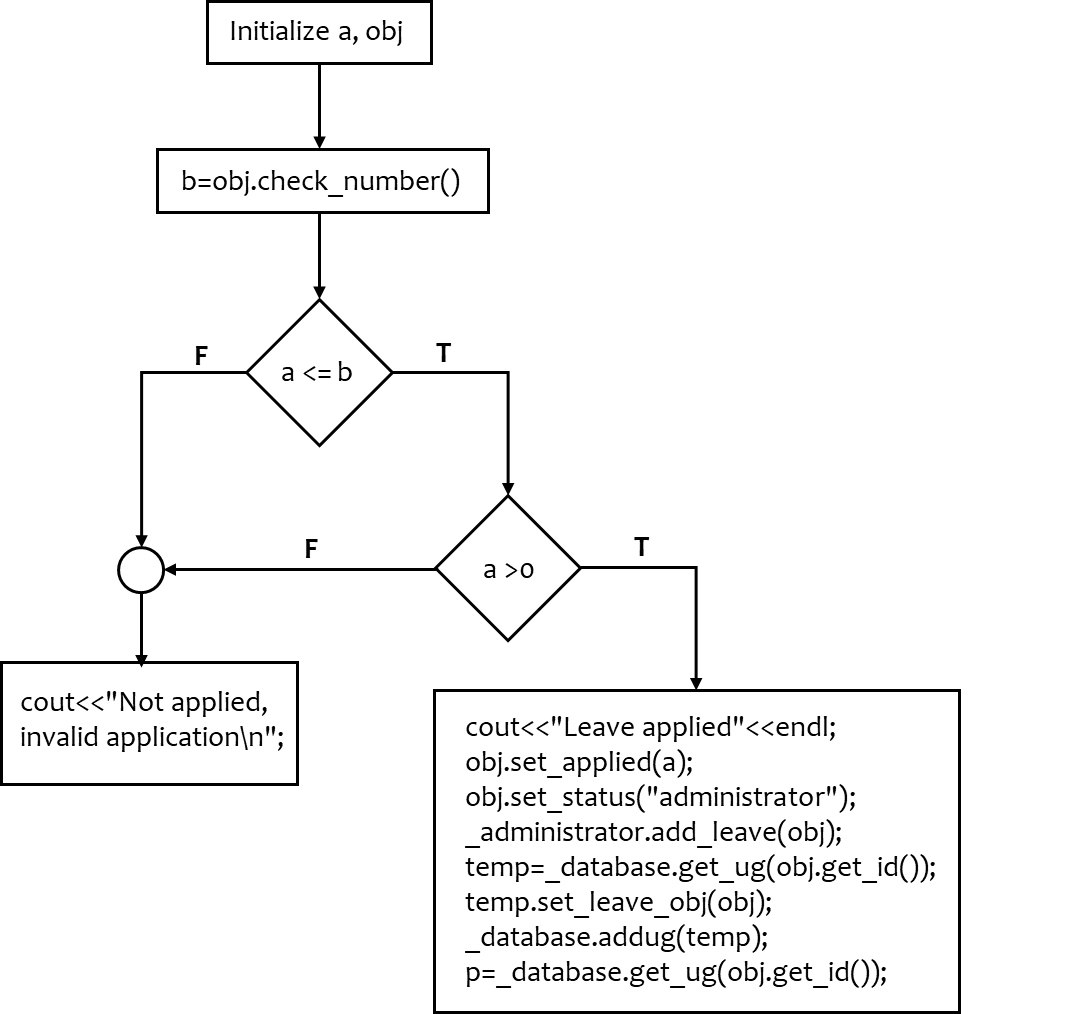 Initialize a, obj
b=obj.check_number()
F
T
a <= b
F
T
a >0
cout<<"Not applied,
invalid application\n";
cout<<"Leave applied"<<endl;
obj.set_applied(a);
obj.set_status("administrator");
_administrator.add_leave(obj);
temp=_database.get_ug(obj.get_id());
temp.set_leave_obj(obj);
_database.addug(temp);
p=_database.get_ug(obj.get_id());